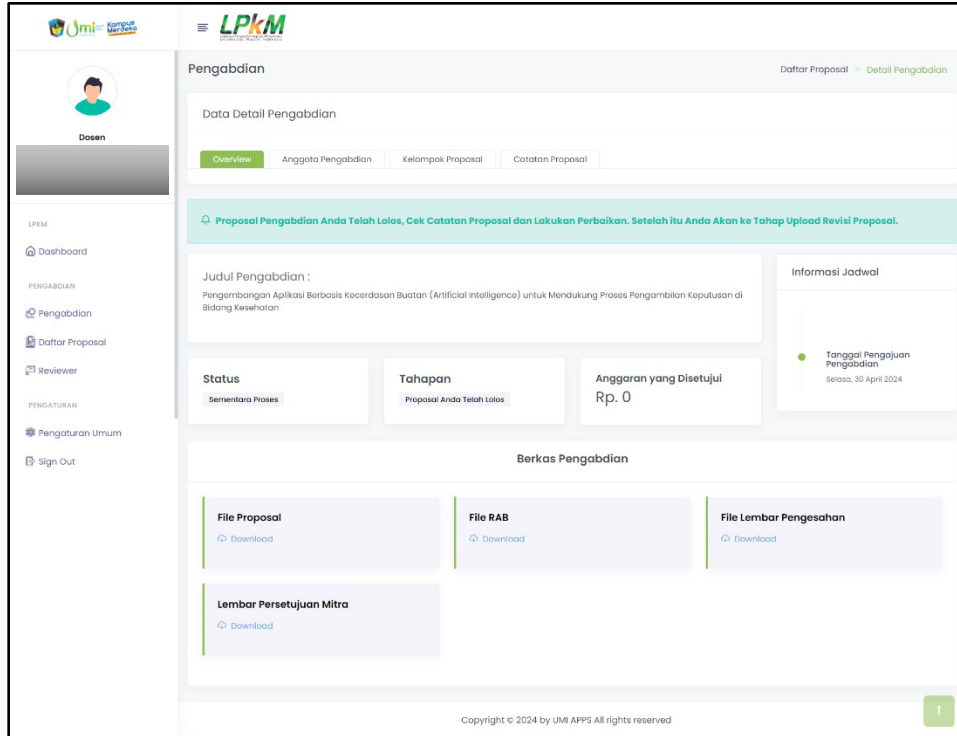 Umi Kampus Merdeka
LPkM
Pengabdian
Daftar Proposal
Detail Pengabdian
Dosen
LPKM
Dashboard
PENGABDIAN
Pengabdian
Daftar Proposal
Reviewer
PENGATURAN
Pengaturan Umum
Sign Out
Data Detail Pengabdian
Overview
Anggota Pengabdian
Kelompok Proposal
Catatan Proposal
Proposal Pengabdian Anda Telah Lolos, Cek Catatan Proposal dan Lakukan Perbaikan. Setelah itu Anda Akan ke Tahap Upload Revisi Proposal.
Judul Pengabdian :
Pengembangan Aplikasi Berbasis Kecerdasan Buatan (Artificial Intelligence) untuk Mendukung Proses Pengambilan Keputusan di
Bidang Kesehatan
Informasi Jadwal
Tanggal Pengajuan
Pengabdian
Selasa, 30 April 2024
Status
Sementara Proses
Tahapan
Proposal Anda Telah Lolos
Anggaran yang Disetujui
Rp. 0
Berkas Pengabdian
File Proposal
Download
File RAB
Download
File Lembar Pengesahan
Download
Lembar Persetujuan Mitra
Download
Copyright © 2024 by UMI APPS All rights reserved